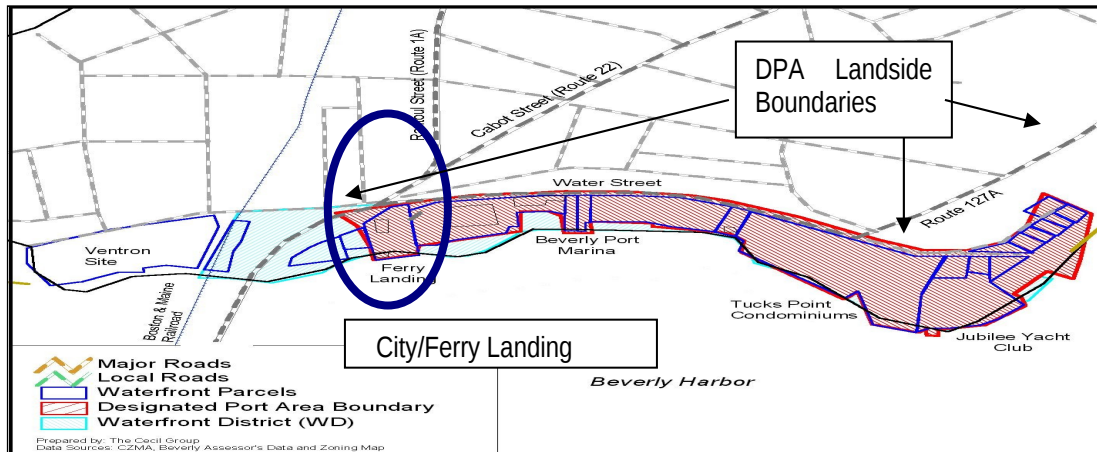 DPA Landside
Boundaries
Rantoul Street (Route 1A)
Cabot Street (Route 22)
Water Street
Route 127A
Ventron
Site
Ferry
Landing
Beverly Port
Marina
Tucks Point
Condominiums
Jubilee Yacht
Club
Boston & Maine
Railroad
City/Ferry Landing
Beverly Harbor
Major Roads
Local Roads
Waterfront Parcels
Designated Port Area Boundary
Waterfront District (WD)
Prepared by: The Cecil Group
Data Sources: CZMA, Beverly Assessor's Data and Zoning Map